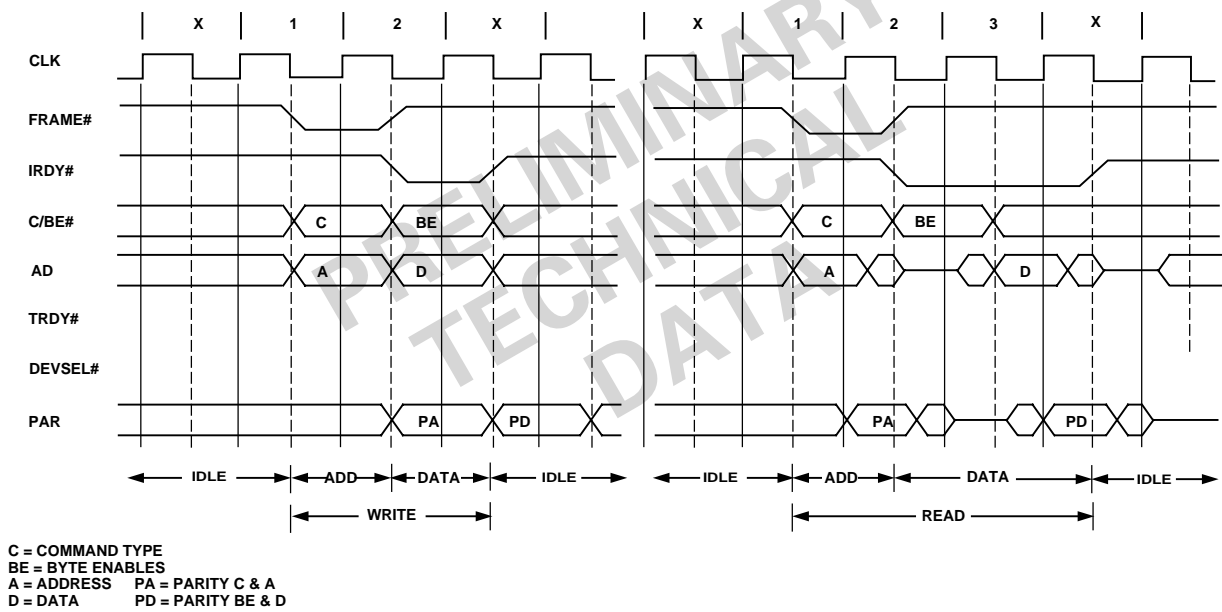 X 1 2 X X 1 2 3 X
CLK
FRAME#
IRDY#
C/BE# C BE C BE
AD A D A D
TRDY#
DEVSEL#
PAR PA PD PA PD
IDLE ADD DATA IDLE IDLE ADD DATA IDLE
WRITE READ
C = COMMAND TYPE
BE = BYTE ENABLES
A = ADDRESS PA = PARITY C & A
D = DATA PD = PARITY BE & D
PRELIMINARY
TECHNICAL
DATA